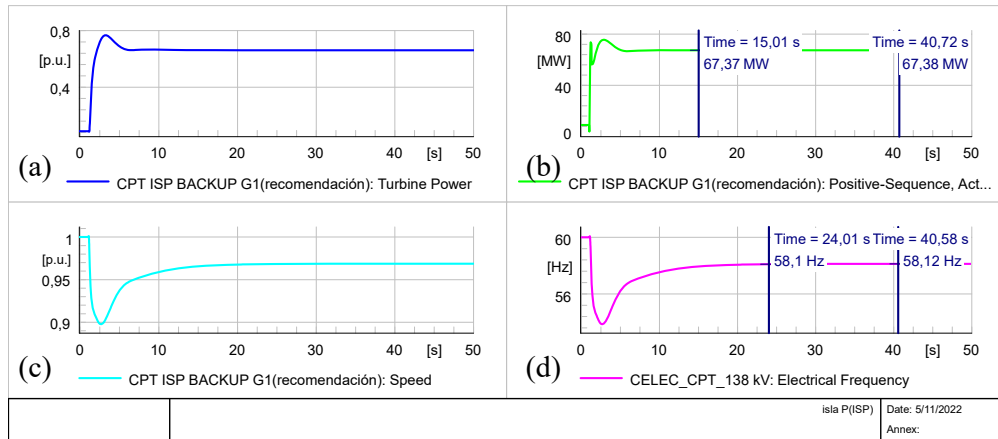 0,8
[p.u.]
0,4
0 10 20 30 40 [s] 50
(a)
CPT ISP BACKUP G1(recomendación): Turbine Power
80
[MW]
40
0
Time = 15,01 s
67,37 MW
Time = 40,72 s
67,38 MW
0 10 20 30 40 [s] 50
(b)
CPT ISP BACKUP G1(recomendación): Positive-Sequence, Act...
1
[p.u.]
0,95
0,9
0 10 20 30 40 [s] 50
(c)
CPT ISP BACKUP G1(recomendación): Speed
60
[Hz]
56
Time = 24,01 s
58,1 Hz
Time = 40,58 s
58,12 Hz
0 10 20 30 40 [s] 50
(d)
CELEC_CPT_138 kV: Electrical Frequency
isla P(ISP)
Date: 5/11/2022
Annex: